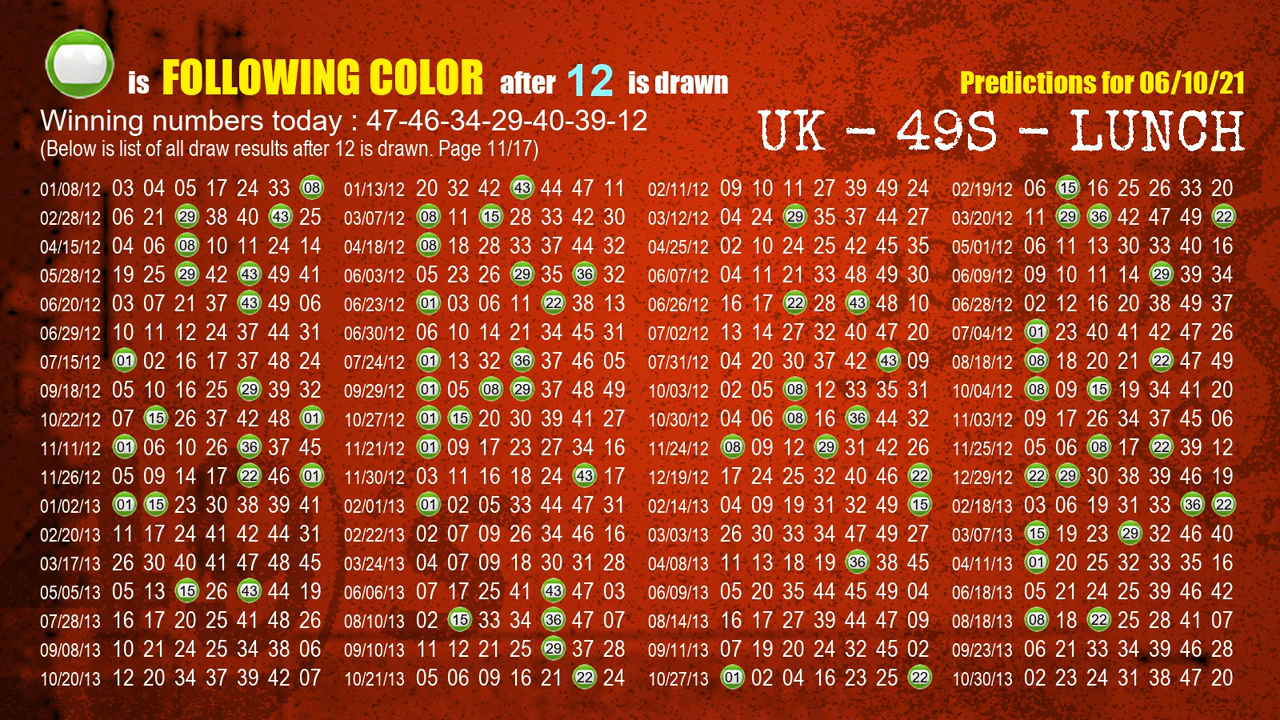 is FOLLOWING COLOR after 12 is drawn
Predictions for 06/10/21
Winning numbers today : 47-46-34-29-40-39-12
UK - 49S - LUNCH
(Below is list of all draw results after 12 is drawn. Page 11/17)
01/08/12 03 04 05 17 24 33 08 01/13/12 20 32 42 43 44 47 11 02/11/12 09 10 11 27 39 49 24 02/19/12 06 15 16 25 26 33 20
02/28/12 06 21 29 38 40 43 25 03/07/12 08 11 15 28 33 42 30 03/12/12 04 24 29 35 37 44 27 03/20/12 11 29 36 42 47 49 22
04/15/12 04 06 08 10 11 24 14 04/18/12 08 18 28 33 37 44 32 04/25/12 02 10 24 25 42 45 35 05/01/12 06 11 13 30 33 40 16
05/28/12 19 25 29 42 43 49 41 06/03/12 05 23 26 29 35 36 32 06/07/12 04 11 21 33 48 49 30 06/09/12 09 10 11 14 29 39 34
06/20/12 03 07 21 37 43 49 06 06/23/12 01 03 06 11 22 38 13 06/26/12 16 17 22 28 43 48 10 06/28/12 02 12 16 20 38 49 37
06/29/12 10 11 12 24 37 44 31 06/30/12 06 10 14 21 34 45 31 07/02/12 13 14 27 32 40 47 20 07/04/12 01 23 40 41 42 47 26
07/15/12 01 02 16 17 37 48 24 07/24/12 01 13 32 36 37 46 05 07/31/12 04 20 30 37 42 43 09 08/18/12 08 18 20 21 22 47 49
09/18/12 05 10 16 25 29 39 32 09/29/12 01 05 08 29 37 48 49 10/03/12 02 05 08 12 33 35 31 10/04/12 08 09 15 19 34 41 20
10/22/12 07 15 26 37 42 48 01 10/27/12 01 15 20 30 39 41 27 10/30/12 04 06 08 16 36 44 32 11/03/12 09 17 26 34 37 45 06
11/11/12 01 06 10 26 36 37 45 11/21/12 01 09 17 23 27 34 16 11/24/12 08 09 12 29 31 42 26 11/25/12 05 06 08 17 22 39 12
11/26/12 05 09 14 17 22 46 01 11/30/12 03 11 16 18 24 43 17 12/19/12 17 24 25 32 40 46 22 12/29/12 22 29 30 38 39 46 19
01/02/13 01 15 23 30 38 39 41 02/01/13 01 02 05 33 44 47 31 02/14/13 04 09 19 31 32 49 15 02/18/13 03 06 19 31 33 36 22
02/20/13 11 17 24 41 42 44 31 02/22/13 02 07 09 26 34 46 16 03/03/13 26 30 33 34 47 49 27 03/07/13 15 19 23 29 32 46 40
03/17/13 26 30 40 41 47 48 45 03/24/13 04 07 09 18 30 31 28 04/08/13 11 13 18 19 36 38 45 04/11/13 01 20 25 32 33 35 16
05/05/13 05 13 15 26 43 44 19 06/06/13 07 17 25 41 43 47 03 06/09/13 05 20 35 44 45 49 04 06/18/13 05 21 24 25 39 46 42
07/28/13 16 17 20 25 41 48 26 08/10/13 02 15 33 34 36 47 07 08/14/13 16 17 27 39 44 47 09 08/18/13 08 18 22 25 28 41 07
09/08/13 10 21 24 25 34 38 06 09/10/13 11 12 21 25 29 37 28 09/11/13 07 19 20 24 32 45 02 09/23/13 06 21 33 34 39 46 28
10/20/13 12 20 34 37 39 42 07 10/21/13 05 06 09 16 21 22 24 10/27/13 01 02 04 16 23 25 22 10/30/13 02 23 24 31 38 47 20